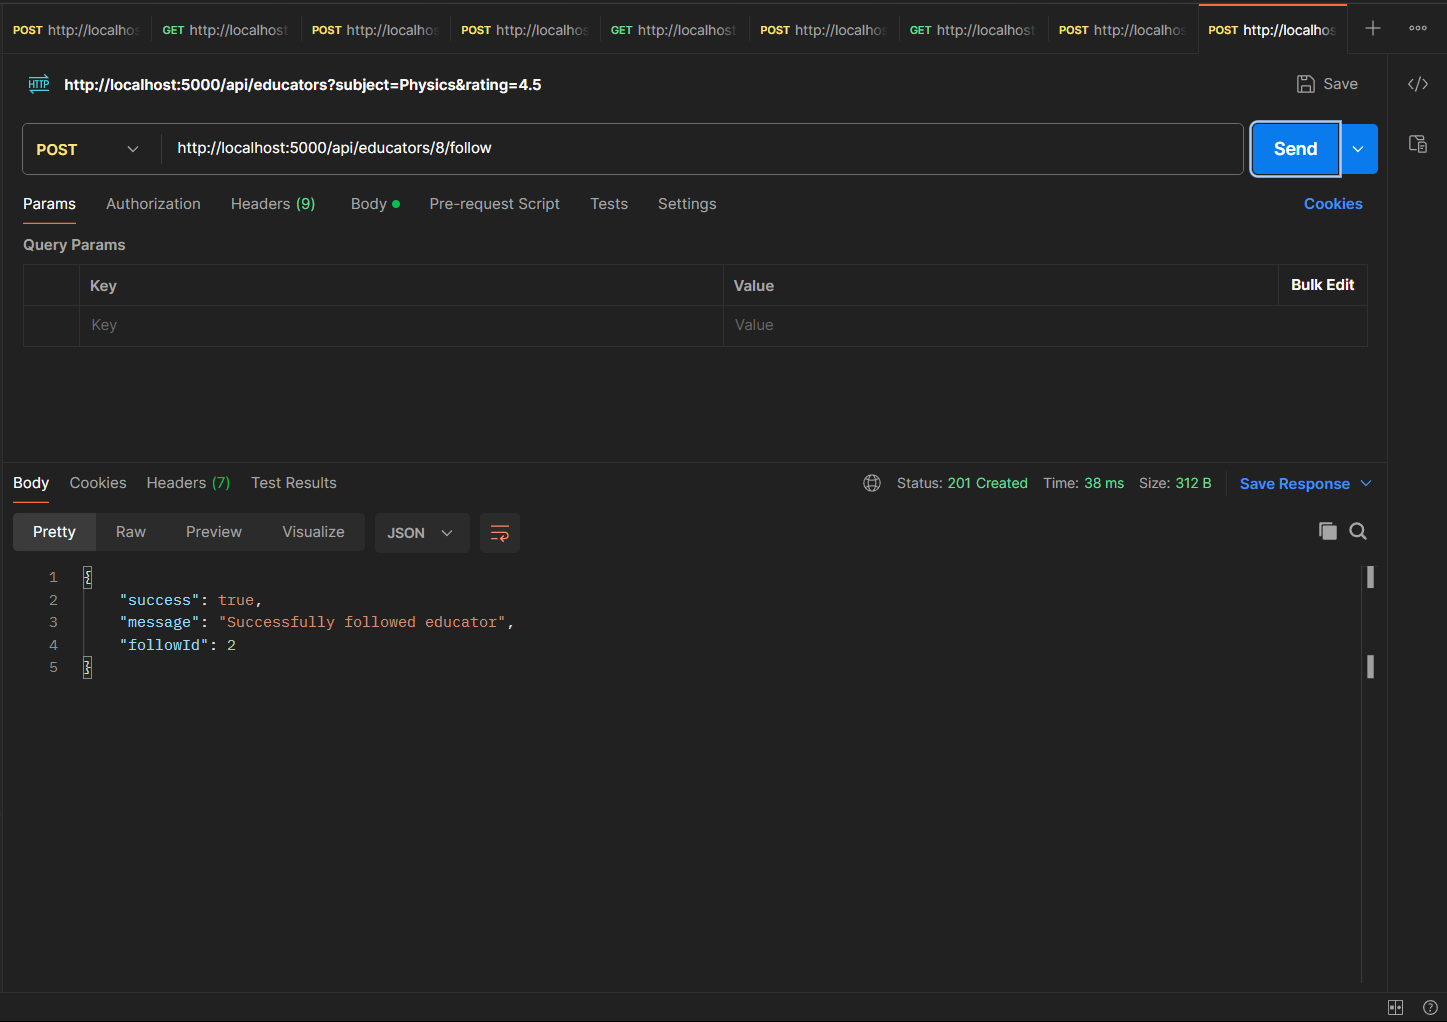 POST http://localhos GET http://localhost POST http://localhos POST http://localhos GET http://localhost POST http://localhos GET http://localhost POST http://localhos POST http://localhos
HTTP http://localhost:5000/api/educators?subject=Physics&rating=4.5 Save
POST http://localhost:5000/api/educators/8/follow Send
Params Authorization Headers (9) Body Pre-request Script Tests Settings Cookies
Query Params
Key Value Bulk Edit
Key Value
Body Cookies Headers (7) Test Results Status: 201 Created Time: 38 ms Size: 312 B Save Response
Pretty Raw Preview Visualize JSON
1 {
2 "success": true,
3 "message": "Successfully followed educator",
4 "followId": 2
5 }